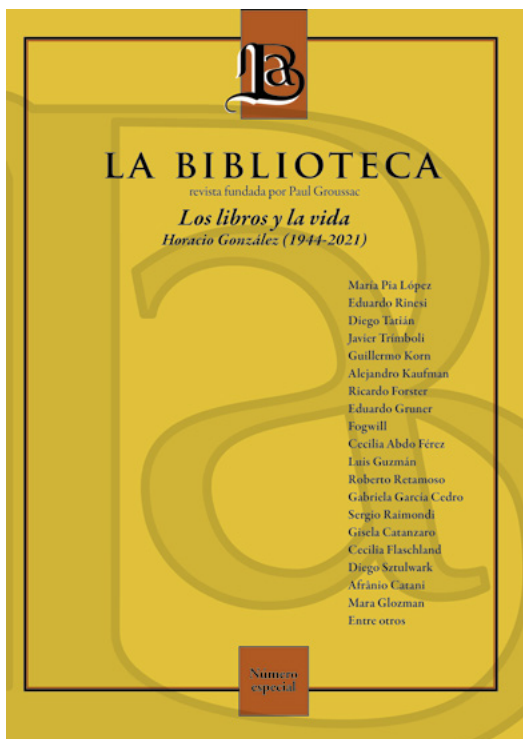 Ba
LA BIBLIOTECA
revista fundada por Paul Groussac
Los libros y la vida
Horacio González (1944-2021)
María Pia López
Eduardo Rinesi
Diego Tatián
Javier Trímboli
Guillermo Korn
Alejandro Kaufman
Ricardo Forster
Eduardo Gruner
Fogwill
Cecilia Abdo Férez
Luis Guzmán
Roberto Retamoso
Gabriela García Cedro
Sergio Raimondi
Gisela Catanzaro
Cecilia Flaschland
Diego Sztulwark
Afrânio Catani
Mara Glozman
Entre otros
Número
especial